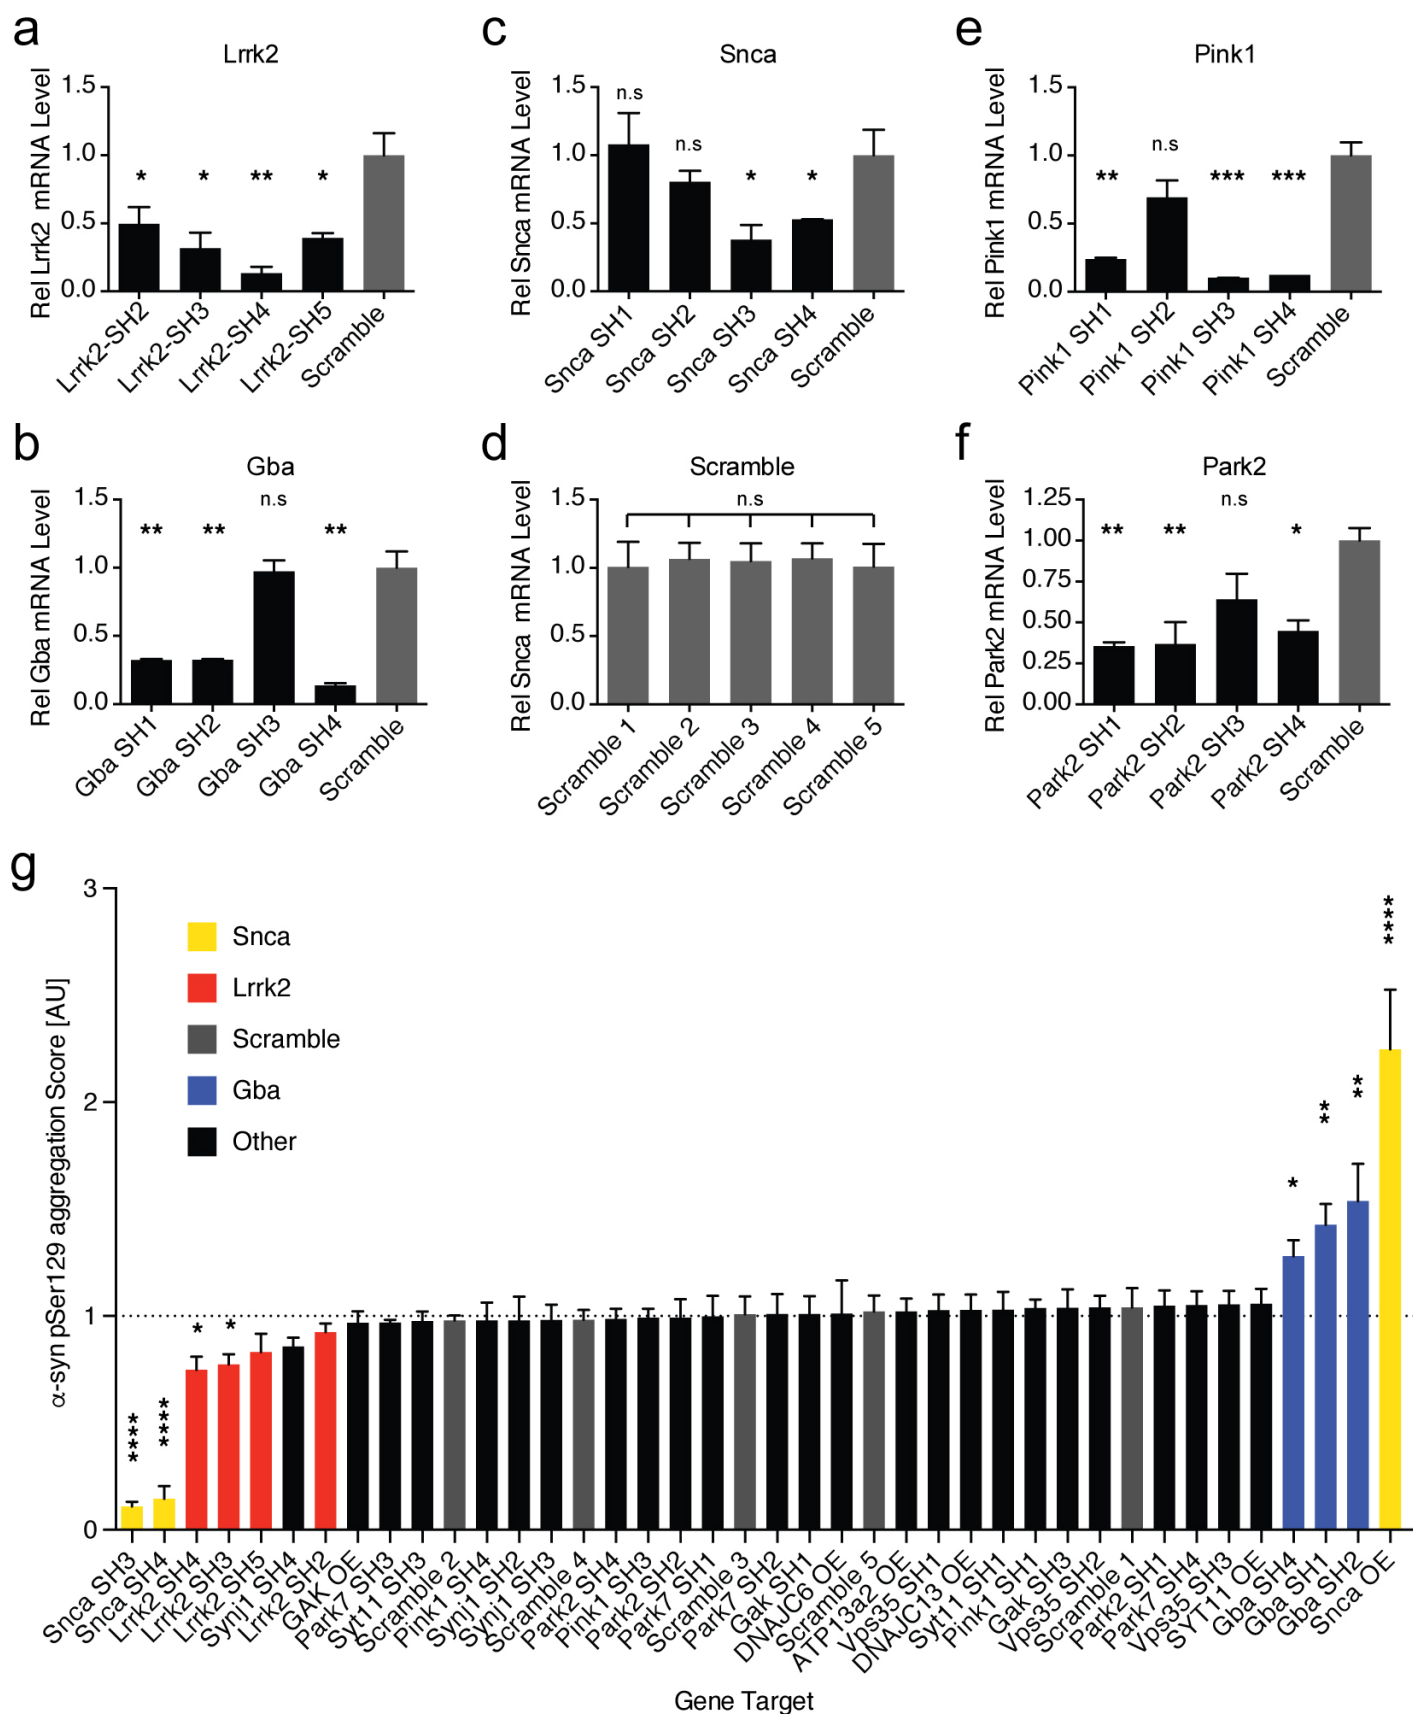 a
Lrrk2
Rel Lrrk2 mRNA Level
1.5
1.0
0.5
0.0
* * ** *
Lrrk2-SH2
Lrrk2-SH3
Lrrk2-SH4
Lrrk2-SH5
Scramble
c
Snca
Rel Snca mRNA Level
1.5
1.0
0.5
0.0
n.s
n.s
* *
Snca SH1
Snca SH2
Snca SH3
Snca SH4
Scramble
e
Pink1
Rel Pink1 mRNA Level
1.5
1.0
0.5
0.0
** n.s *** ***
Pink1 SH1
Pink1 SH2
Pink1 SH3
Pink1 SH4
Scramble
b
Gba
Rel Gba mRNA Level
1.5
1.0
0.5
0.0
** ** n.s **
Gba SH1
Gba SH2
Gba SH3
Gba SH4
Scramble
d
Scramble
Rel Snca mRNA Level
1.5
1.0
0.5
0.0
n.s
Scramble 1
Scramble 2
Scramble 3
Scramble 4
Scramble 5
f
Park2
Rel Park2 mRNA Level
1.25
1.00
0.75
0.50
0.25
0.00
** ** n.s *
Park2 SH1
Park2 SH2
Park2 SH3
Park2 SH4
Scramble
g
α-syn pSer129 aggregation Score [AU]
3
2
1
0
Snca
Lrrk2
Scramble
Gba
Other
****
****
*
*
*
**
**
****
Snca SH3
Snca SH4
Lrrk2 SH4
Lrrk2 SH3
Lrrk2 SH5
Synj1 SH4
Lrrk2 SH2
GAK OE
Park7 SH3
Syt11 SH3
Scramble 2
Pink1 SH4
Synj1 SH2
Synj1 SH3
Scramble 4
Park2 SH4
Pink1 SH3
Park2 SH2
Park7 SH1
Scramble 3
Park7 SH2
Gak SH1
DNAJC6 OE
Scramble 5
ATP13a2 OE
Vps35 SH1
DNAJC13 OE
Syt11 SH1
Pink1 SH1
Gak SH3
Vps35 SH2
Scramble 1
Park2 SH1
Park7 SH4
Vps35 SH3
SYT11 OE
Gba SH4
Gba SH1
Gba SH2
Snca OE
Gene Target